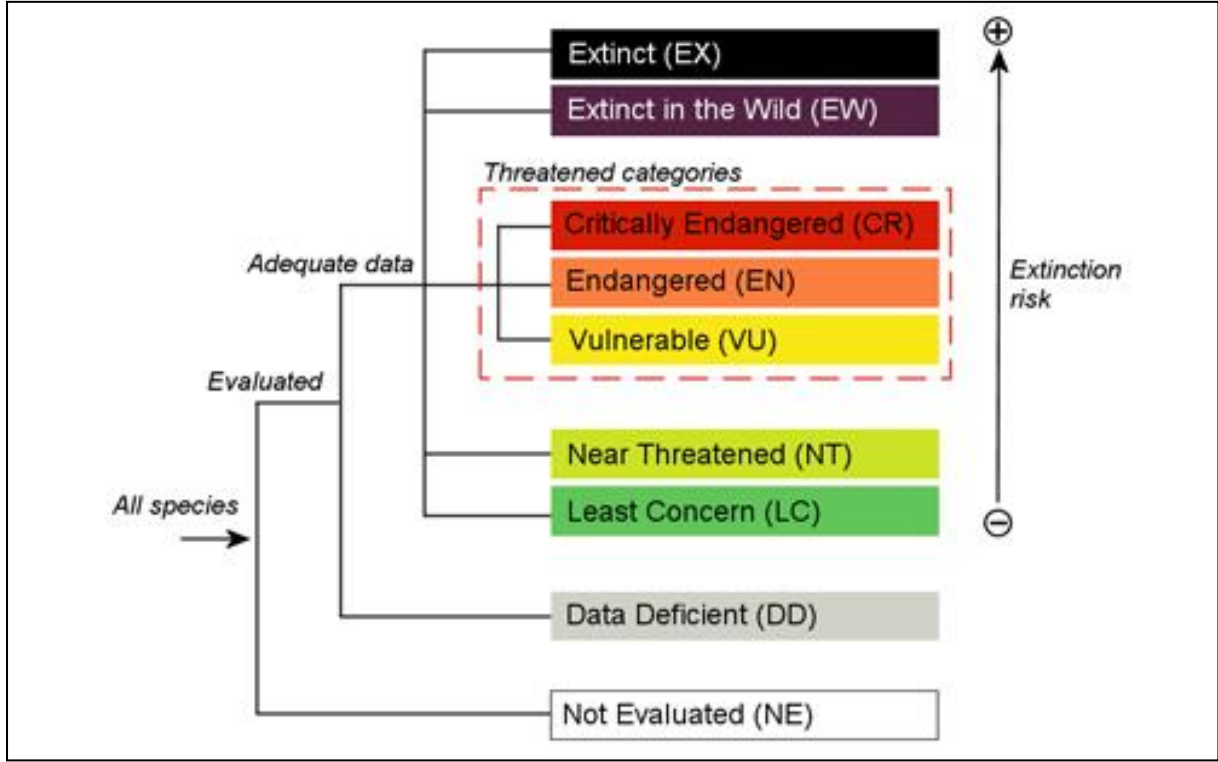 Extinct (EX)
Extinct in the Wild (EW)
Threatened categories
Critically Endangered (CR)
Adequate data
Endangered (EN)
Extinction
risk
Vulnerable (VU)
Evaluated
Near Threatened (NT)
All species
Least Concern (LC)
Data Deficient (DD)
Not Evaluated (NE)